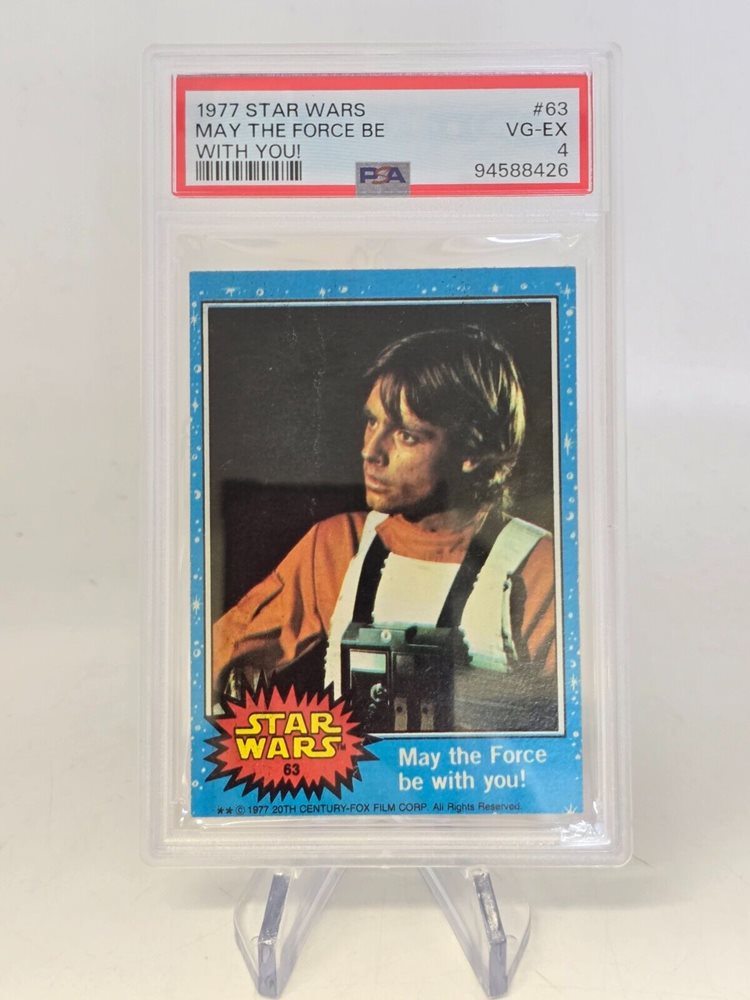 1977 STAR WARS #63
MAY THE FORCE BE VG-EX
WITH YOU! 4
PSA 94588426
STAR
WARS™
63
May the Force
be with you!
★★ © 1977 20TH CENTURY-FOX FILM CORP. All Rights Reserved.